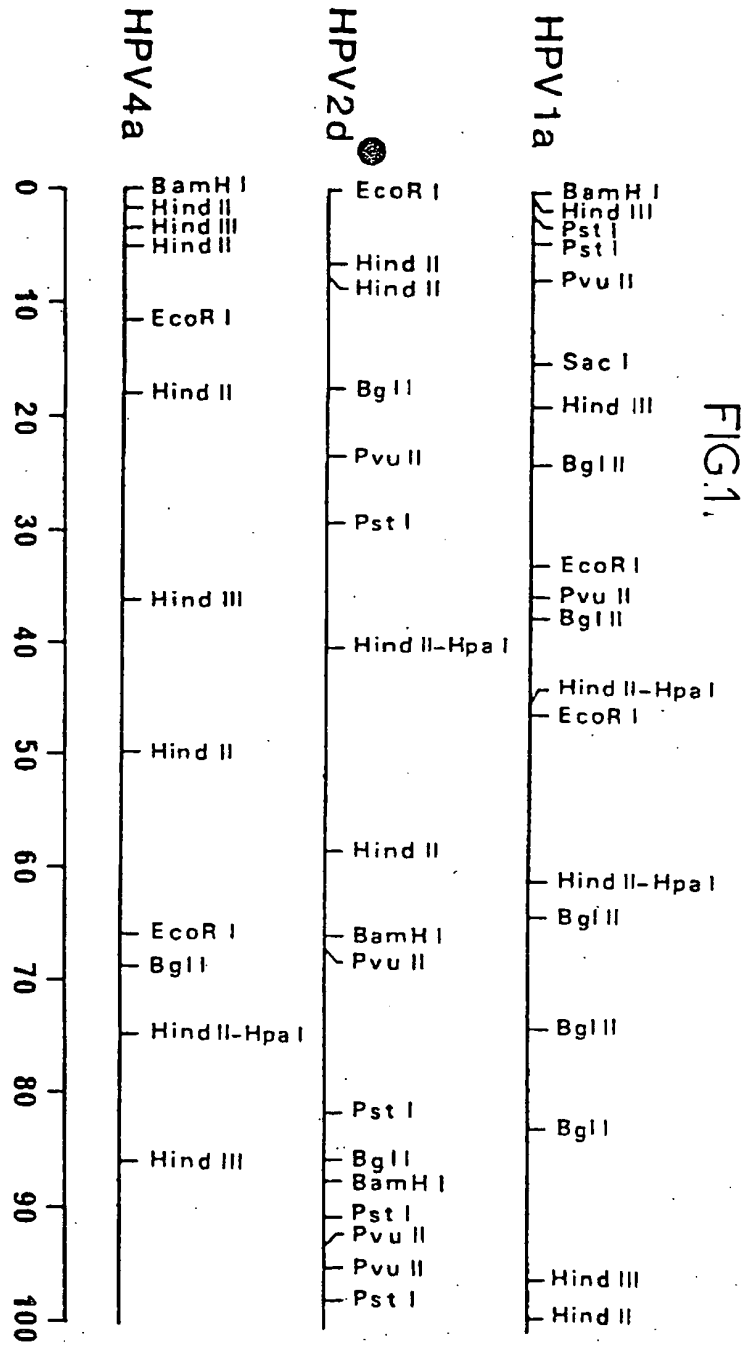 FIG.1.
HPV1a
BamH I
Hind III
Pst I
Pst I
Pvu II
Sac I
Hind III
Bgl II
EcoR I
Pvu II
Bgl II
Hind II-Hpa I
EcoR I
Hind II-Hpa I
Bgl II
Bgl II
Bgl I
Hind III
Hind II
HPV2d
EcoR I
Hind II
Hind II
Bgl I
Pvu II
Pst I
Hind II-Hpa I
Hind II
BamH I
Pvu II
Pst I
Bgl I
BamH I
Pst I
Pvu II
Pvu II
Pst I
HPV4a
BamH I
Hind II
Hind III
Hind II
EcoR I
Hind II
Hind III
Hind II
EcoR I
Bgl I
Hind II-Hpa I
Hind III
0
10
20
30
40
50
60
70
80
90
100